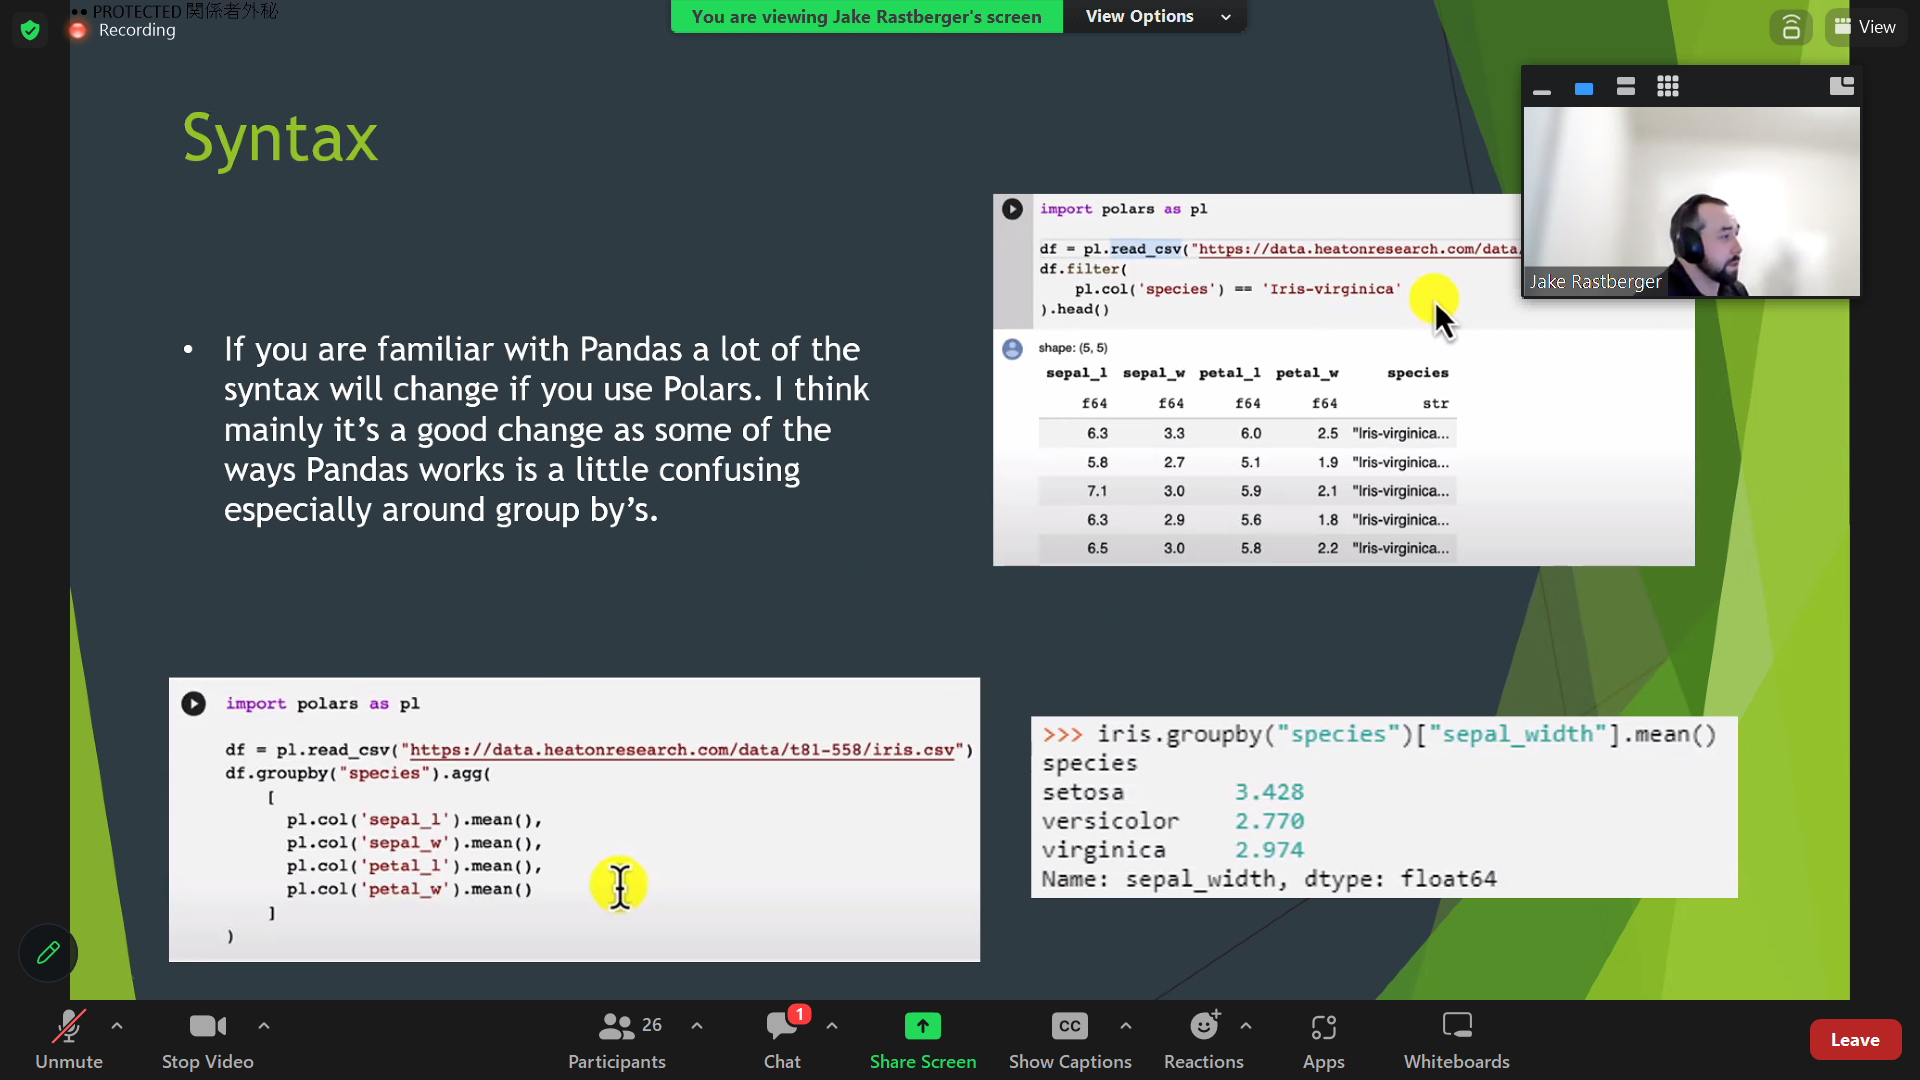 •• PROTECTED 関係者外秘
Recording
You are viewing Jake Rastberger's screen
View Options
View
Syntax
Jake Rastberger
import polars as pl
df = pl.read_csv("https://data.heatonresearch.com/data/
df.filter(
pl.col('species') == 'Iris-virginica'
).head()
shape: (5, 5)
sepal_l sepal_w petal_l petal_w species
f64 f64 f64 f64 str
6.3 3.3 6.0 2.5 "Iris-virginica...
5.8 2.7 5.1 1.9 "Iris-virginica...
7.1 3.0 5.9 2.1 "Iris-virginica...
6.3 2.9 5.6 1.8 "Iris-virginica...
6.5 3.0 5.8 2.2 "Iris-virginica...
• If you are familiar with Pandas a lot of the
syntax will change if you use Polars. I think
mainly it's a good change as some of the
ways Pandas works is a little confusing
especially around group by's.
import polars as pl
df = pl.read_csv("https://data.heatonresearch.com/data/t81-558/iris.csv")
df.groupby("species").agg(
[
pl.col('sepal_l').mean(),
pl.col('sepal_w').mean(),
pl.col('petal_l').mean(),
pl.col('petal_w').mean()
]
)
>>> iris.groupby("species")["sepal_width"].mean()
species
setosa 3.428
versicolor 2.770
virginica 2.974
Name: sepal_width, dtype: float64
Unmute
Stop Video
26
Participants
1
Chat
Share Screen
CC
Show Captions
Reactions
Apps
Whiteboards
Leave